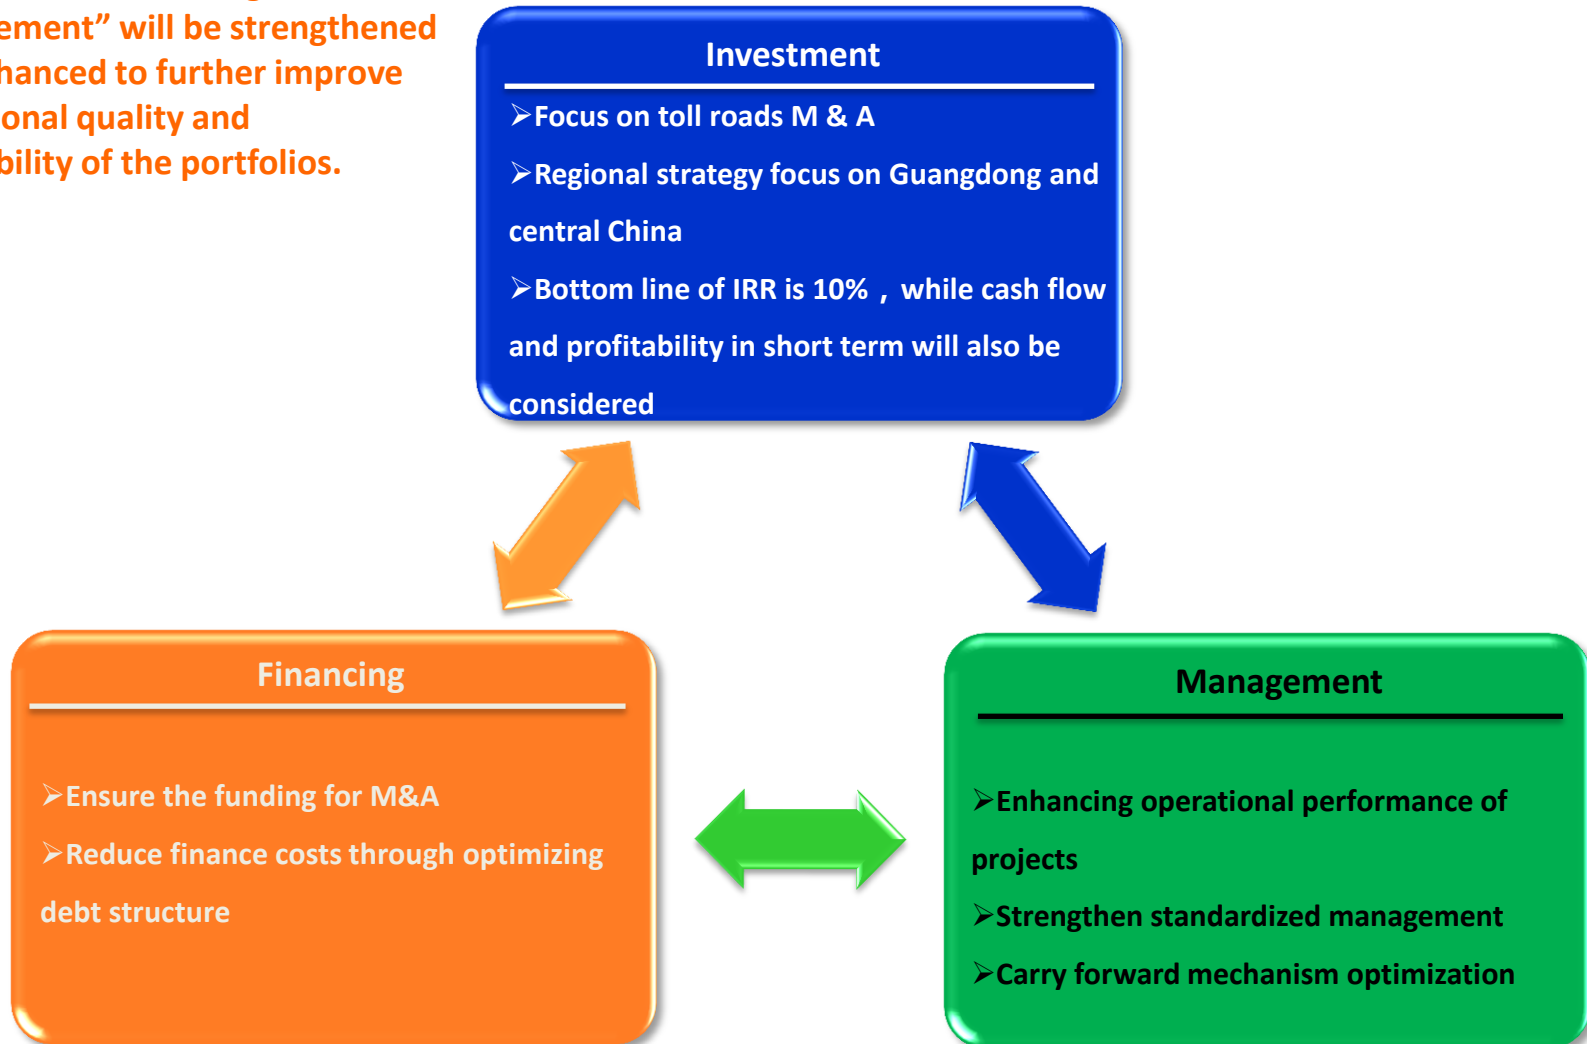 ement” will be strengthened
hanced to further improve
ional quality and
bility of the portfolios.
Investment
➢Focus on toll roads M & A
➢Regional strategy focus on Guangdong and
central China
➢Bottom line of IRR is 10%，while cash flow
and profitability in short term will also be
considered
Financing
➢Ensure the funding for M&A
➢Reduce finance costs through optimizing
debt structure
Management
➢Enhancing operational performance of
projects
➢Strengthen standardized management
➢Carry forward mechanism optimization